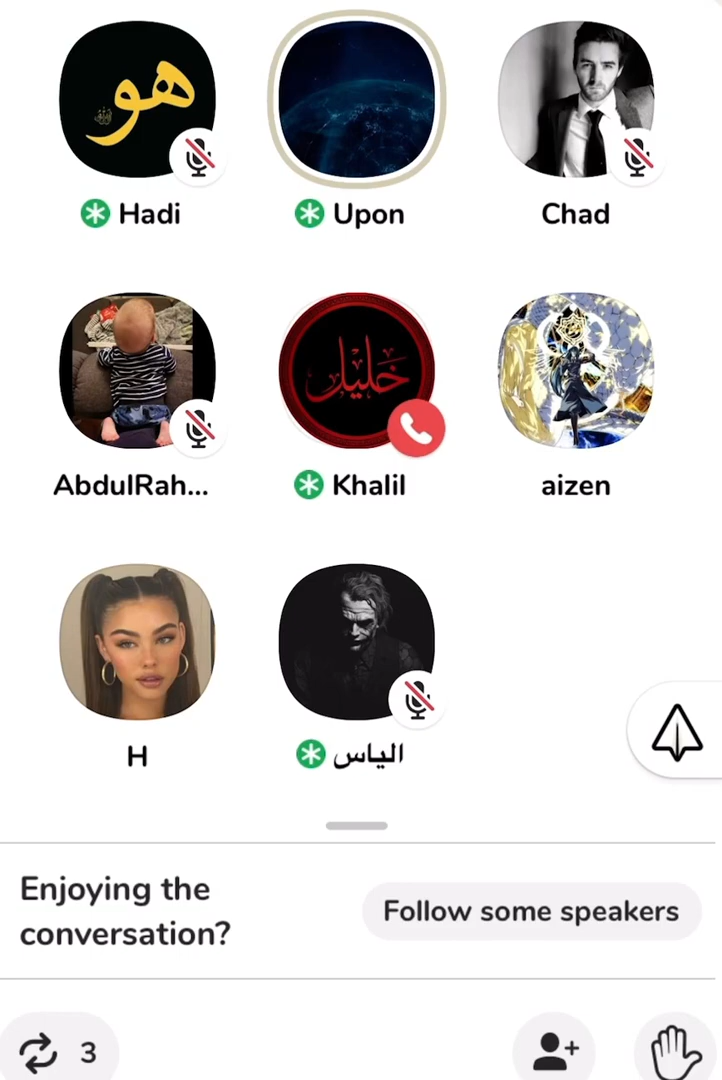 هو
Hadi
Upon
Chad
خليل
AbdulRah...
Khalil
aizen
H
الياس
Enjoying the
conversation?
Follow some speakers
3